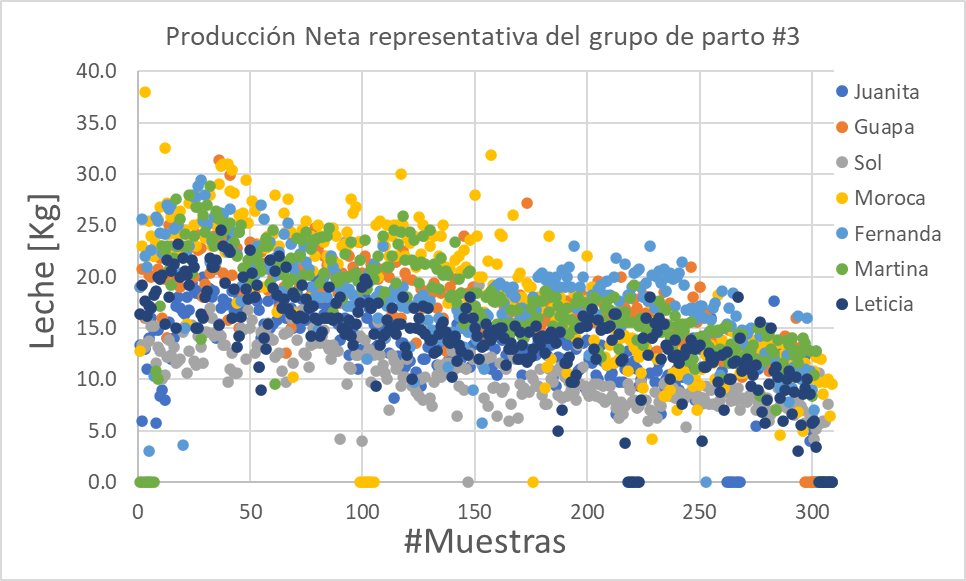 Producción Neta representativa del grupo de parto #3
Leche [Kg]
40.0
35.0
30.0
25.0
20.0
15.0
10.0
5.0
0.0
0
50
100
150
200
250
300
#Muestras
Juanita
Guapa
Sol
Moroca
Fernanda
Martina
Leticia